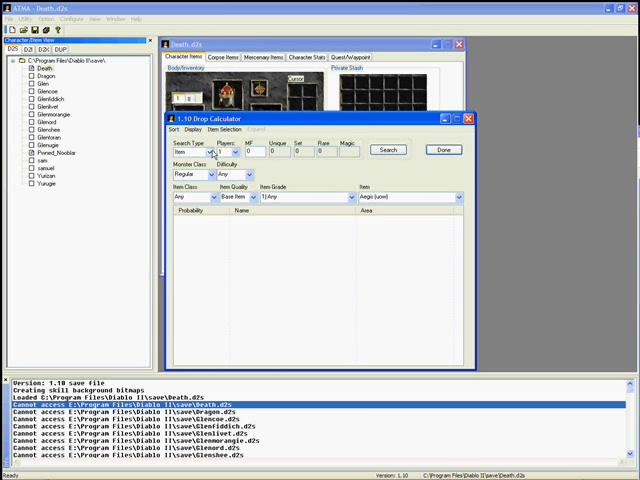 ATMA - Death.d2s
File Utility Option Configure View Window Help
Character/Item View
D2S D2I D2X DUP
C:\Program Files\Diablo II\save\
Death
Dragon
Glen
Glencoe
Glenfiddich
Glenlivet
Glenmorangie
Glenord
Glenshee
Glentoran
Glenugie
Pwned_Nooblar
sam
samuel
Yurizan
Yurugie
Death.d2s
Character Items Corpse Items Mercenary Items Character Stats Quest/Waypoint
Body/Inventory
Private Stash
Cursor
1
II
1.10 Drop Calculator
Sort Display Item Selection Expand
Search Type Players: MF Unique Set Rare Magic
Item 1 0 0 0 0
Search
Done
Monster Class Difficulty
Regular Any
Item Class Item Quality Item Grade Item
Any Base Item 1) Any Aegis (uow)
Probability Name Area
Version: 1.10 save file
Creating skill background bitmaps
Loaded C:\Program Files\Diablo II\save\Death.d2s
Cannot access E:\Program Files\Diablo II\save\Death.d2s
Cannot access E:\Program Files\Diablo II\save\Dragon.d2s
Cannot access E:\Program Files\Diablo II\save\Glencoe.d2s
Cannot access E:\Program Files\Diablo II\save\Glenfiddich.d2s
Cannot access E:\Program Files\Diablo II\save\Glenlivet.d2s
Cannot access E:\Program Files\Diablo II\save\Glenmorangie.d2s
Cannot access E:\Program Files\Diablo II\save\Glenord.d2s
Cannot access E:\Program Files\Diablo II\save\Glenshee.d2s
Ready
Version: 1.10
C:\Program Files\Diablo II\save\Death.d2s